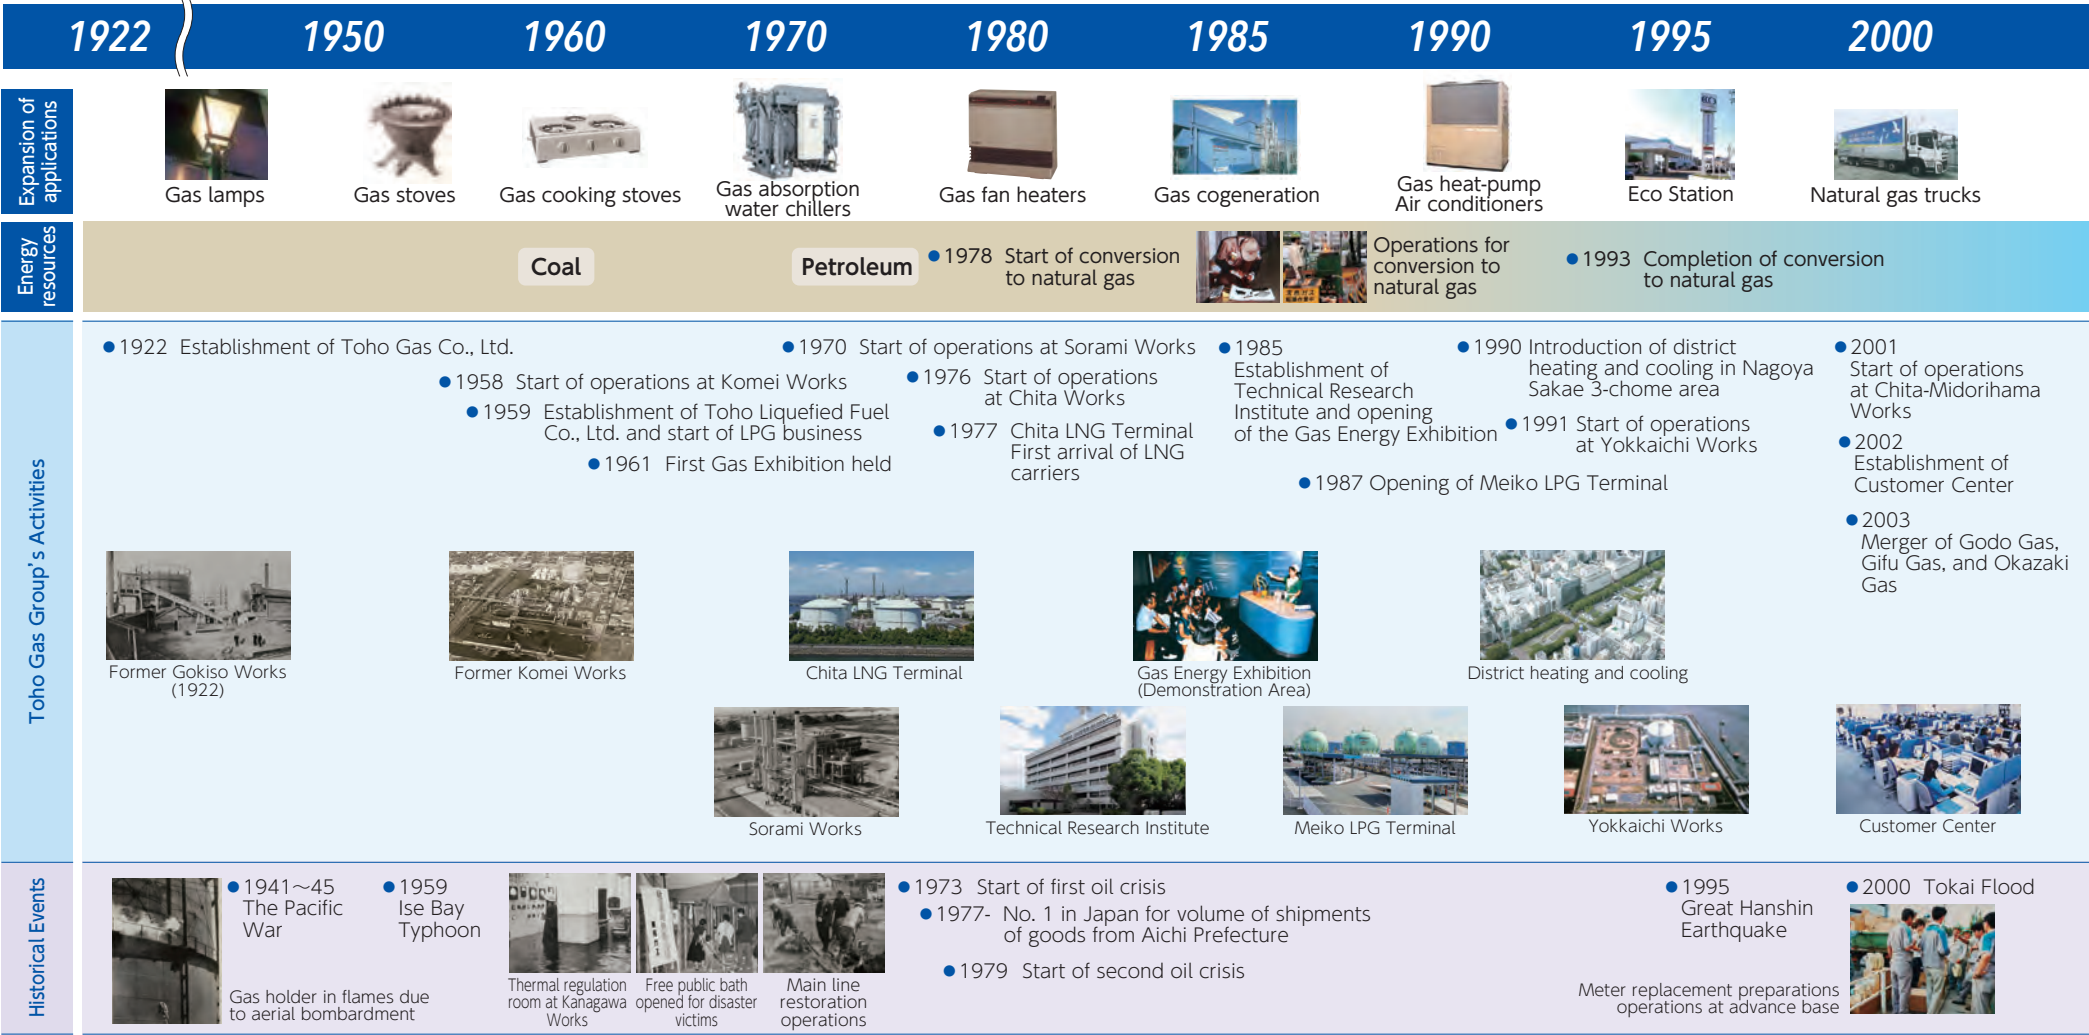 1922
1950
1960
1970
1980
1985
1990
1995
2000
Expansion of
applications
Gas lamps
Gas stoves
Gas cooking stoves
Gas absorption
water chillers
Gas fan heaters
Gas cogeneration
Gas heat-pump
Air conditioners
Eco Station
Natural gas trucks
Energy
resources
Coal
Petroleum
1978 Start of conversion
to natural gas
Operations for
conversion to
natural gas
1993 Completion of conversion
to natural gas
Toho Gas Group's Activities
1922 Establishment of Toho Gas Co., Ltd.
1958 Start of operations at Komei Works
1959 Establishment of Toho Liquefied Fuel
Co., Ltd. and start of LPG business
1961 First Gas Exhibition held
1970 Start of operations at Sorami Works
1976 Start of operations
at Chita Works
1977 Chita LNG Terminal
First arrival of LNG
carriers
1985
Establishment of
Technical Research
Institute and opening
of the Gas Energy Exhibition
1987 Opening of Meiko LPG Terminal
1990 Introduction of district
heating and cooling in Nagoya
Sakae 3-chome area
1991 Start of operations
at Yokkaichi Works
2001
Start of operations
at Chita-Midorihama
Works
2002
Establishment of
Customer Center
2003
Merger of Godo Gas,
Gifu Gas, and Okazaki
Gas
Former Gokiso Works
(1922)
Former Komei Works
Chita LNG Terminal
Gas Energy Exhibition
(Demonstration Area)
District heating and cooling
Sorami Works
Technical Research Institute
Meiko LPG Terminal
Yokkaichi Works
Customer Center
Historical Events
1941～45
The Pacific
War
Gas holder in flames due
to aerial bombardment
1959
Ise Bay
Typhoon
Thermal regulation
room at Kanagawa
Works
Free public bath
opened for disaster
victims
Main line
restoration
operations
1973 Start of first oil crisis
1977- No. 1 in Japan for volume of shipments
of goods from Aichi Prefecture
1979 Start of second oil crisis
1995
Great Hanshin
Earthquake
2000 Tokai Flood
Meter replacement preparations
operations at advance base